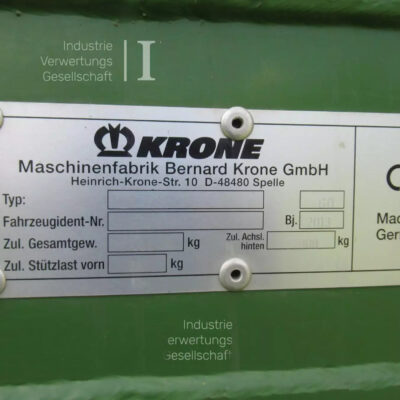 Industrie
Verwertungs
Gesellschaft
KRONE
Maschinenfabrik Bernard Krone GmbH
Heinrich-Krone-Str. 10 D-48480 Spelle
Typ:
Fahrzeugident-Nr. Bj.
Zul. Gesamtgew. kg Zul. Achsl. hinten kg
Zul. Stützlast vorn kg
Industrie
erwertungs
esellschaft